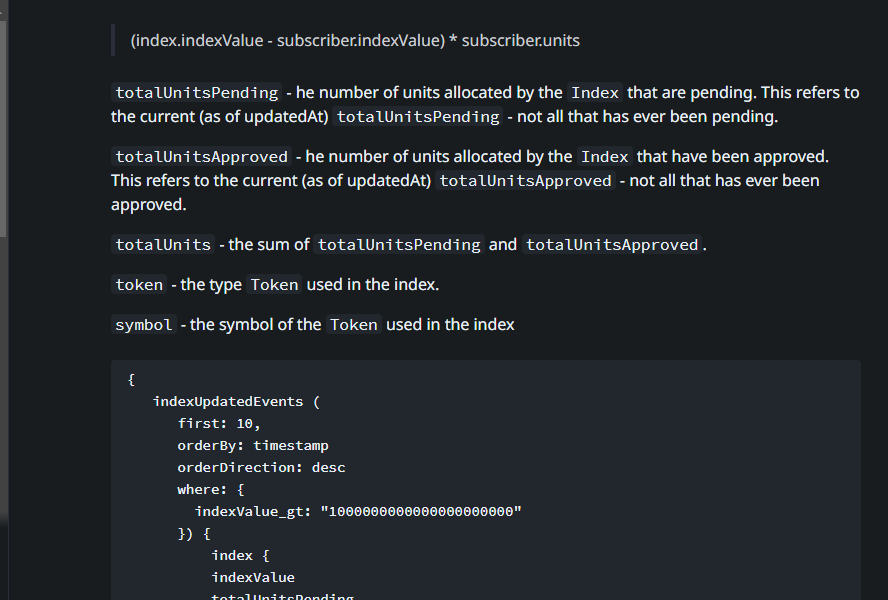 (index.indexValue - subscriber.indexValue) * subscriber.units
totalUnitsPending - he number of units allocated by the Index that are pending. This refers to
the current (as of updatedAt) totalUnitsPending - not all that has ever been pending.
totalUnitsApproved - he number of units allocated by the Index that have been approved.
This refers to the current (as of updatedAt) totalUnitsApproved - not all that has ever been
approved.
totalUnits - the sum of totalUnitsPending and totalUnitsApproved.
token - the type Token used in the index.
symbol - the symbol of the Token used in the index
{
indexUpdatedEvents (
first: 10,
orderBy: timestamp
orderDirection: desc
where: {
indexValue_gt: "1000000000000000000000"
}) {
index {
indexValue
totalUnitsPending